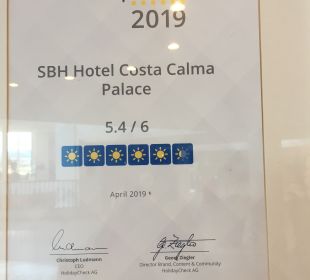 2019
SBH Hotel Costa Calma
Palace
5.4 / 6
April 2019
Christoph Ludmann
CEO
HolidayCheck AG
Georg Ziegler
Director Brand, Content & Community
HolidayCheck AG